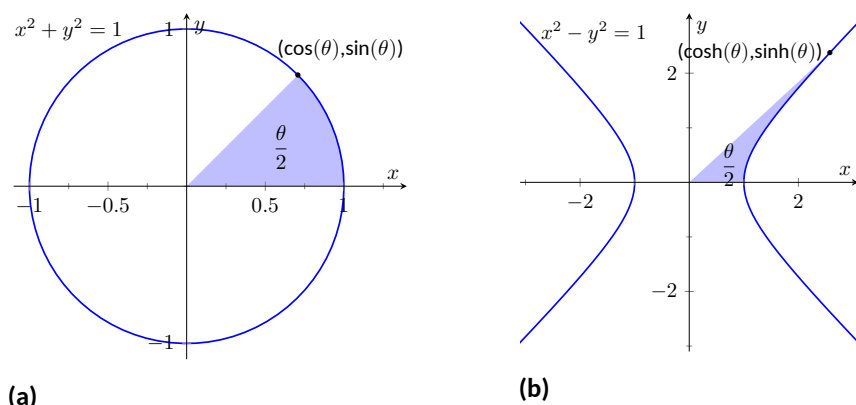 x² + y² = 1
1
y
(cos(θ),sin(θ))
θ
2
x
−1
−0.5
0.5
1
−1
(a)
x² − y² = 1
y
(cosh(θ),sinh(θ))
2
θ
2
x
−2
2
−2
(b)